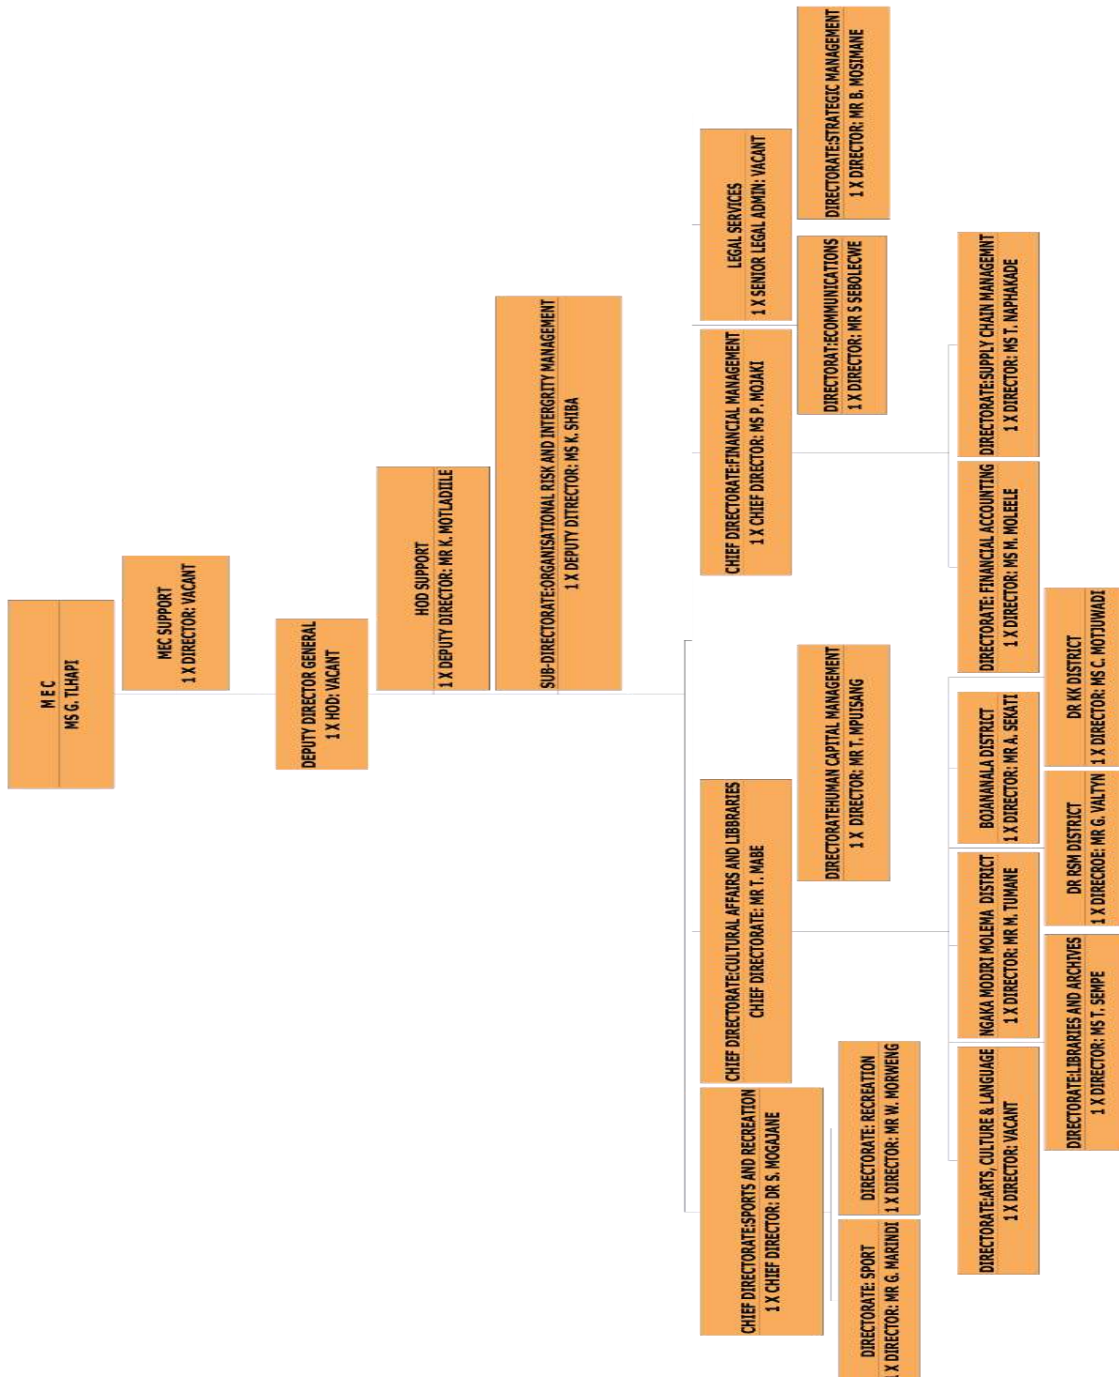 M E C
MS G. TLHAPI
MEC SUPPORT
1 X DIRECTOR: VACANT
DEPUTY DIRECTOR GENERAL
1 X HOD: VACANT
HOD SUPPORT
1 X DEPUTY DIRECTOR: MR K. MOTLADIILE
SUB-DIRECTORATE:ORGANISATIONAL RISK AND INTERGRITY MANAGEMENT
1 X DEPUTY DITRECTOR: MS K. SHIBA
CHIEF DIRECTORATE:SPORTS AND RECREATION
1 X CHIEF DIRECTOR: DR S. MOGAJANE
CHIEF DIRECTORATE:CULTURAL AFFAIRS AND LIBBRARIES
CHIEF DIRECTORATE: MR T. MABE
CHIEF DIRECTORATE:FINANCIAL MANAGEMENT
1 X CHIEF DIRECTOR: MS P. MOJAKI
LEGAL SERVICES
1 X SENIOR LEGAL ADMIN: VACANT
DIRECTORATEHUMAN CAPITAL MANAGEMENT
1 X DIRECTOR: MR T. MPUISANG
DIRECTORAT:ECOMMUNICATIONS
1 X DIRECTOR: MR S SEBOLECWE
DIRECTORATE:STRATEGIC MANAGEMENT
1 X DIRECTOR: MR B. MOSIMANE
DIRECTORATE: SPORT
1 X DIRECTOR: MR G. MARINDI
DIRECTORATE: RECREATION
1 X DIRECTOR: MR W. MORWENG
DIRECTORATE:ARTS, CULTURE & LANGUAGE
1 X DIRECTOR: VACANT
NGAKA MODIRI MOLEMA DISTRICT
1 X DIRECTOR: MR M. TUMANE
BOJANANALA DISTRICT
1 X DIRECTOR: MR A. SEKATI
DIRECTORATE: FINANCIAL ACCOUNTING
1 X DIRECTOR: MS M. MOLEELE
DIRECTORATE:SUPPLY CHAIN MANAGEMNT
1 X DIRECTOR: MS T. NAPHAKADE
DIRECTORATE:LIBRARIES AND ARCHIVES
1 X DIRECTOR: MS T. SEMPE
DR RSM DISTRICT
1 X DIRECROE: MR G. VALTYN
DR KK DISTRICT
1 X DIRECTOR: MS C. MOTJUWADI